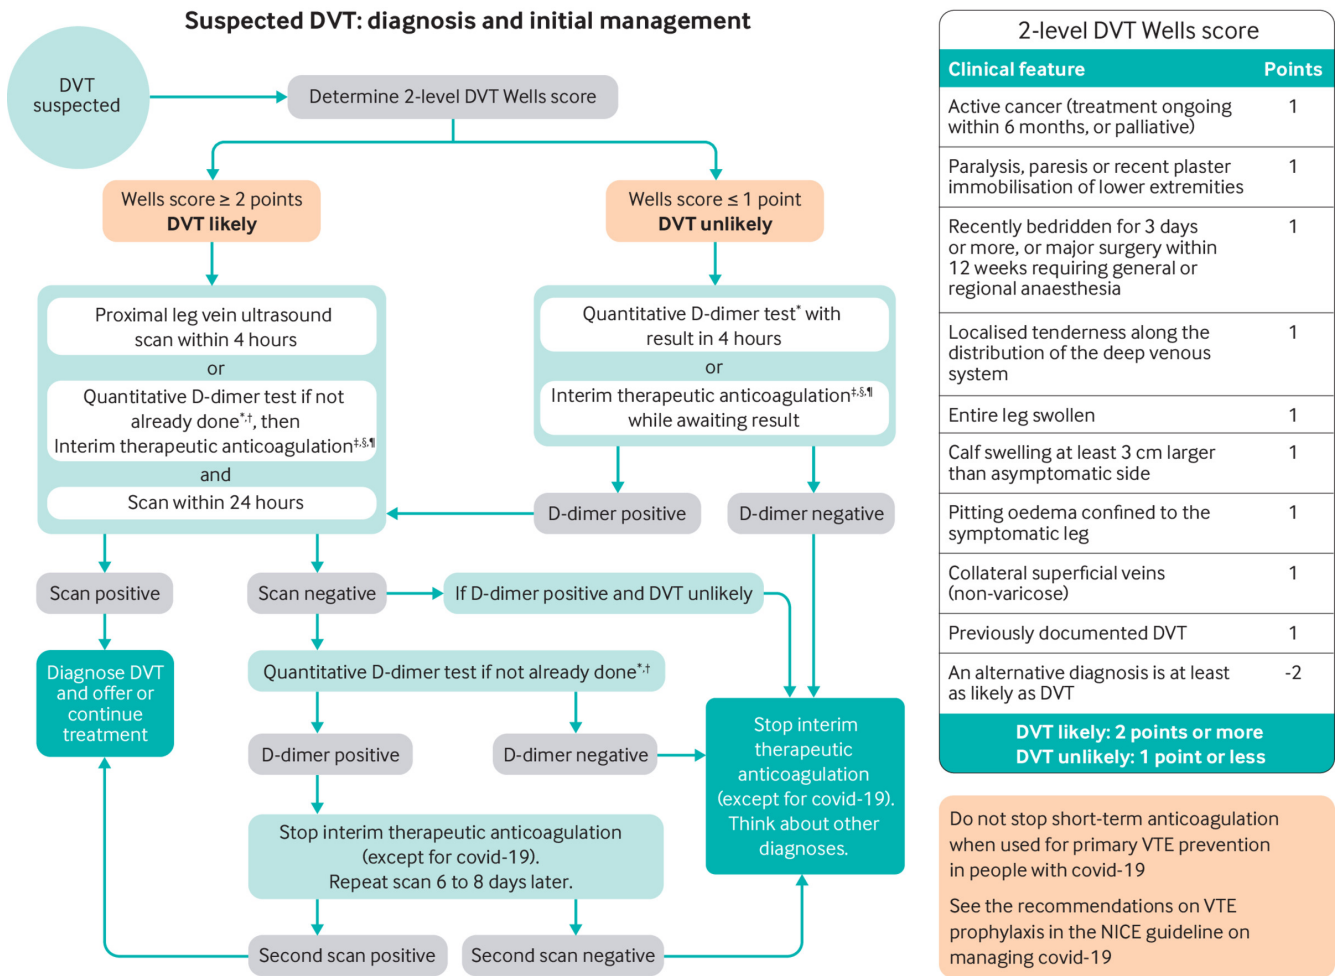 Suspected DVT: diagnosis and initial management
DVT
suspected
Determine 2-level DVT Wells score
Wells score ≥ 2 points
DVT likely
Wells score ≤ 1 point
DVT unlikely
Proximal leg vein ultrasound
scan within 4 hours
or
Quantitative D-dimer test if not
already done*,†, then
Interim therapeutic anticoagulation‡,§,¶
and
Scan within 24 hours
Quantitative D-dimer test* with
result in 4 hours
or
Interim therapeutic anticoagulation‡,§,¶
while awaiting result
D-dimer positive
D-dimer negative
Scan positive
Scan negative
If D-dimer positive and DVT unlikely
Diagnose DVT
and offer or
continue
treatment
Quantitative D-dimer test if not already done*,†
D-dimer positive
D-dimer negative
Stop interim
therapeutic
anticoagulation
(except for covid-19).
Think about other
diagnoses.
Stop interim therapeutic anticoagulation
(except for covid-19).
Repeat scan 6 to 8 days later.
Second scan positive
Second scan negative
2-level DVT Wells score
Clinical feature Points
Active cancer (treatment ongoing 1
within 6 months, or palliative)
Paralysis, paresis or recent plaster 1
immobilisation of lower extremities
Recently bedridden for 3 days 1
or more, or major surgery within
12 weeks requiring general or
regional anaesthesia
Localised tenderness along the 1
distribution of the deep venous
system
Entire leg swollen 1
Calf swelling at least 3 cm larger 1
than asymptomatic side
Pitting oedema confined to the 1
symptomatic leg
Collateral superficial veins 1
(non-varicose)
Previously documented DVT 1
An alternative diagnosis is at least -2
as likely as DVT
DVT likely: 2 points or more
DVT unlikely: 1 point or less
Do not stop short-term anticoagulation
when used for primary VTE prevention
in people with covid-19
See the recommendations on VTE
prophylaxis in the NICE guideline on
managing covid-19